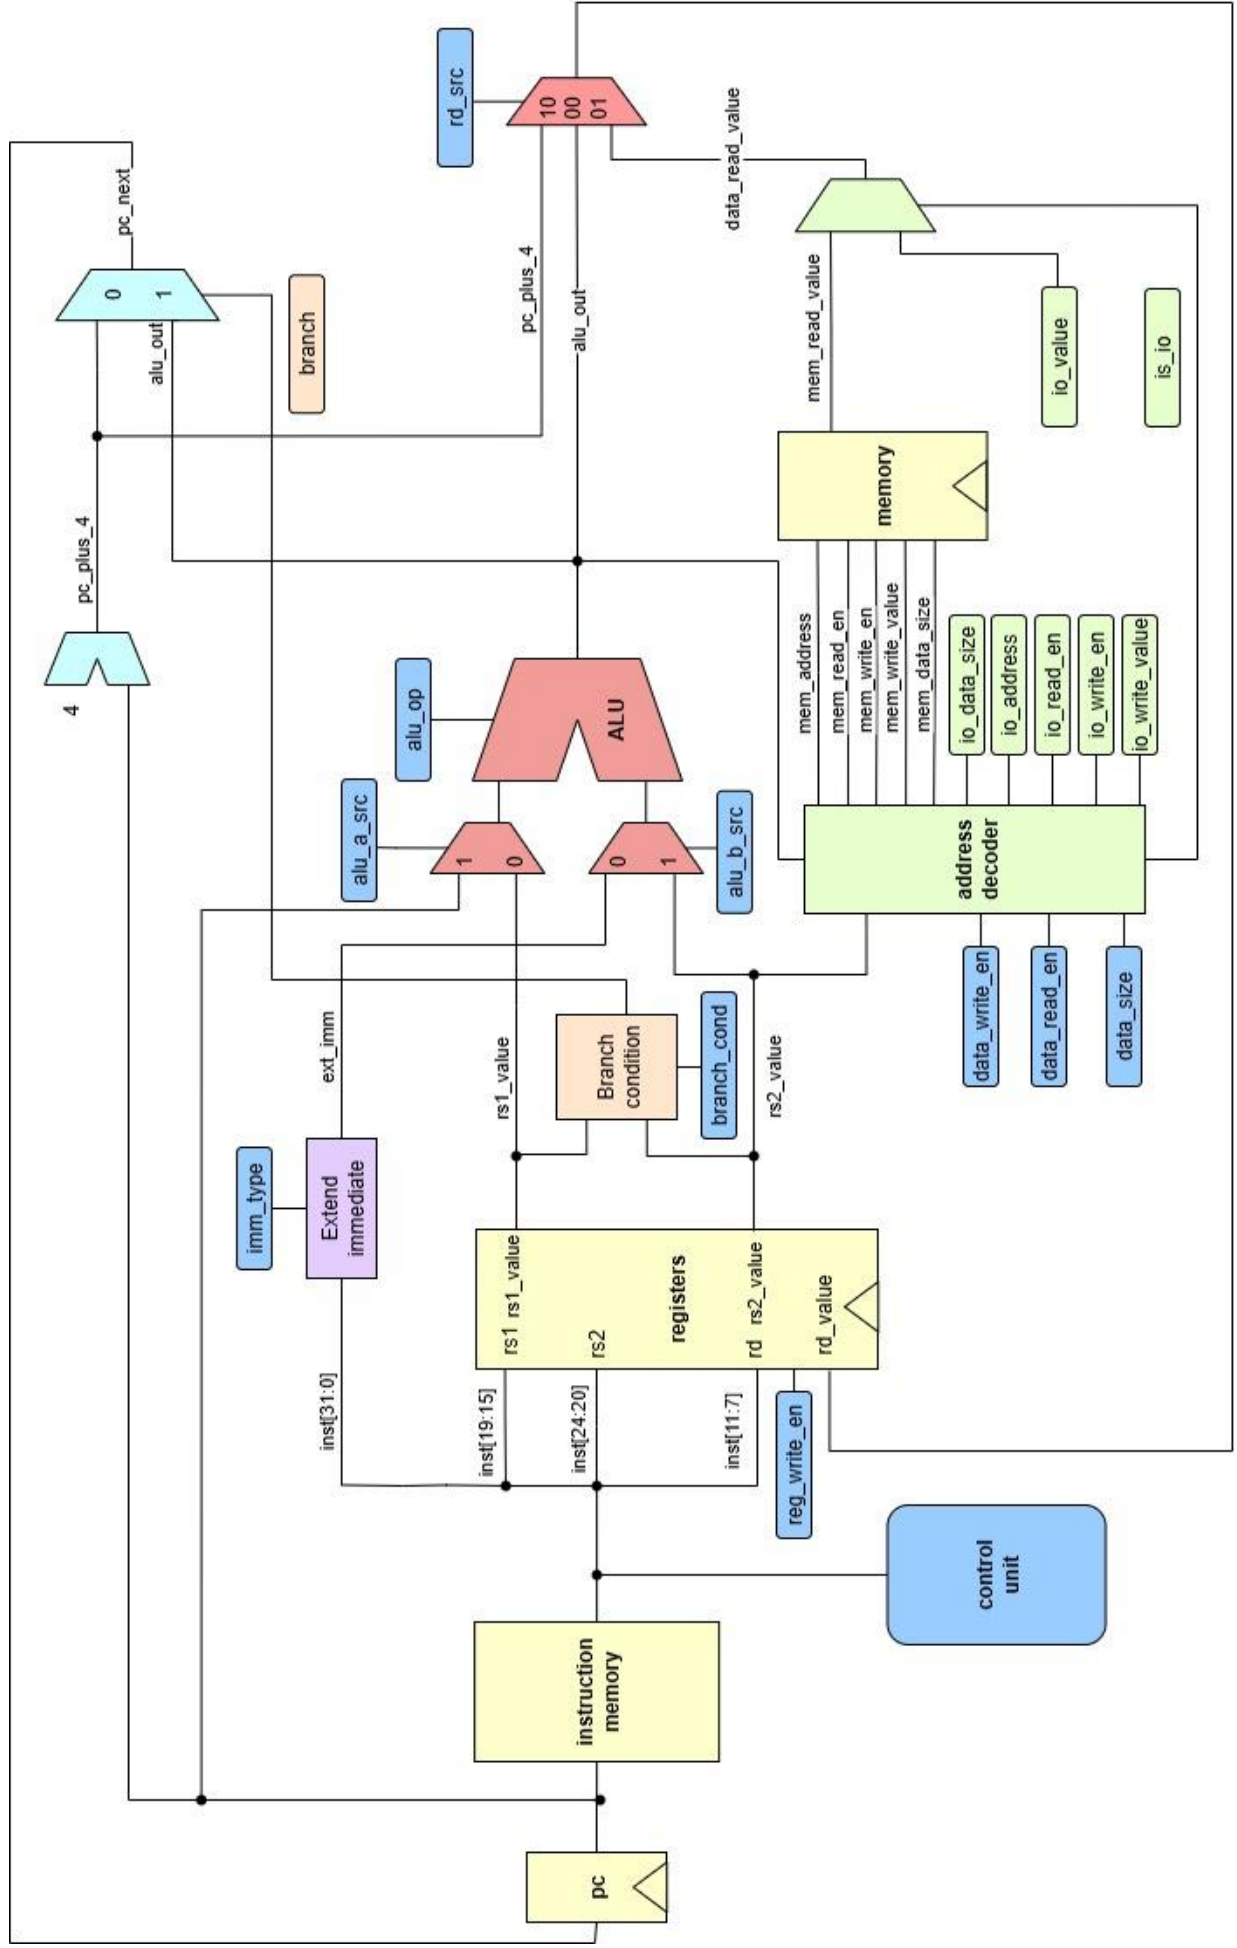 4
pc_plus_4
alu_out
0
1
pc_next
branch
imm_type
Extend
immediate
ext_imm
inst[31:0]
alu_a_src
alu_op
rd_src
pc
instruction
memory
inst[19:15]
inst[24:20]
inst[11:7]
rs1
rs1_value
rs2
registers
rd
rs2_value
rd_value
reg_write_en
control
unit
rs1_value
Branch
condition
branch_cond
rs2_value
1
0
0
1
alu_b_src
ALU
pc_plus_4
alu_out
10
00
01
data_read_value
address
decoder
data_write_en
data_read_en
data_size
mem_address
mem_read_en
mem_write_en
mem_write_value
mem_data_size
io_data_size
io_address
io_read_en
io_write_en
io_write_value
memory
mem_read_value
io_value
is_io